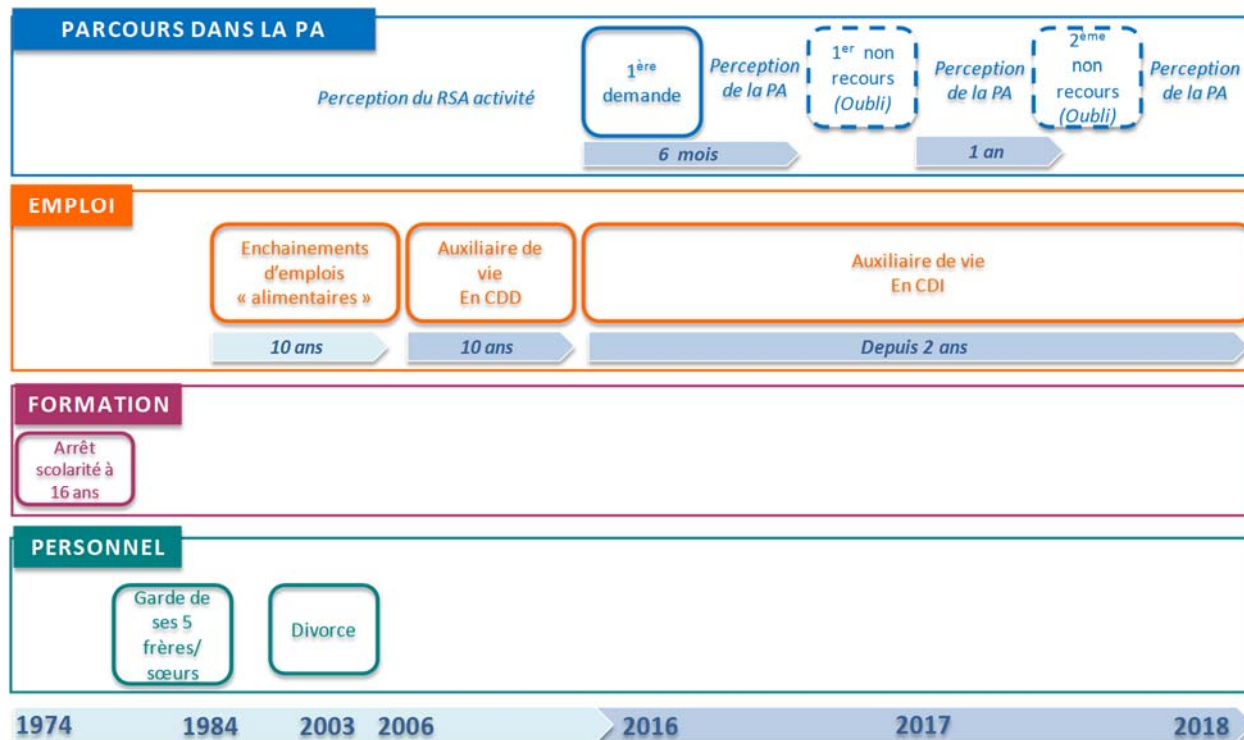 PARCOURS DANS LA PA
Perception du RSA activité
1ère
demande
Perception
de la PA
1er non
recours
(Oubli)
Perception
de la PA
2ème
non
recours
(Oubli)
Perception
de la PA
6 mois
1 an
EMPLOI
Enchainements
d'emplois
« alimentaires »
Auxiliaire de
vie
En CDD
Auxiliaire de vie
En CDI
10 ans
10 ans
Depuis 2 ans
FORMATION
Arrêt
scolarité à
16 ans
PERSONNEL
Garde de
ses 5
frères/
sœurs
Divorce
1974 1984 2003 2006 2016 2017 2018